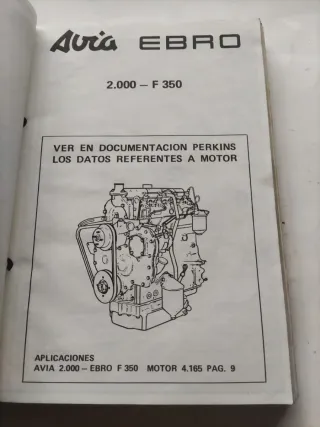 Avia EBRO
2.000 – F 350
VER EN DOCUMENTACION PERKINS
LOS DATOS REFERENTES A MOTOR
APLICACIONES
AVIA 2.000 – EBRO F 350 MOTOR 4.165 PAG. 9